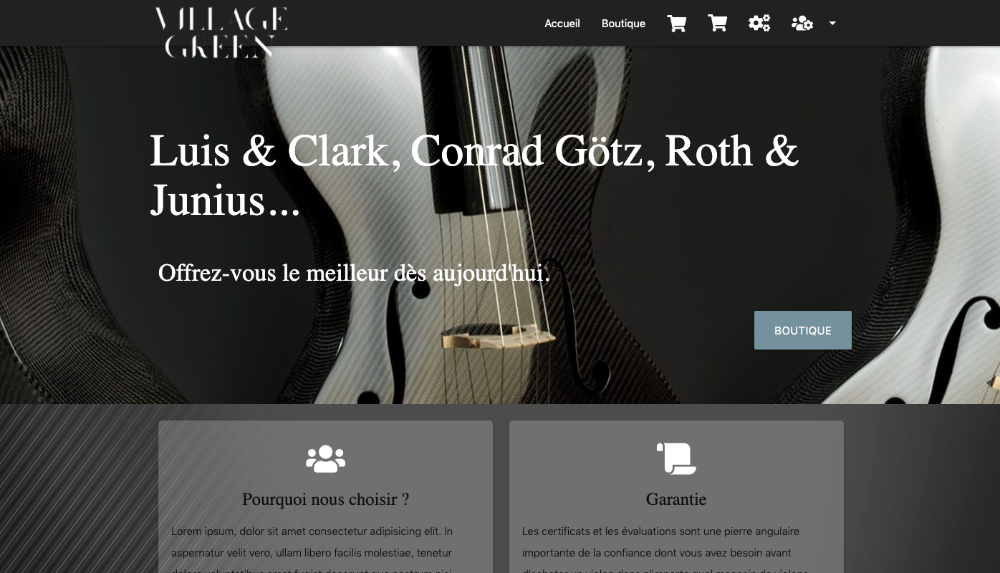 VILLAGE
GREEN
Accueil
Boutique
Luis & Clark, Conrad Götz, Roth &
Junius...
Offrez-vous le meilleur dès aujourd'hui.
BOUTIQUE
Pourquoi nous choisir ?
Lorem ipsum, dolor sit amet consectetur adipisicing elit. In
aspernatur velit vero, ullam libero facilis molestiae, tenetur
Garantie
Les certificats et les évaluations sont une pierre angulaire
importante de la confiance dont vous avez besoin avant